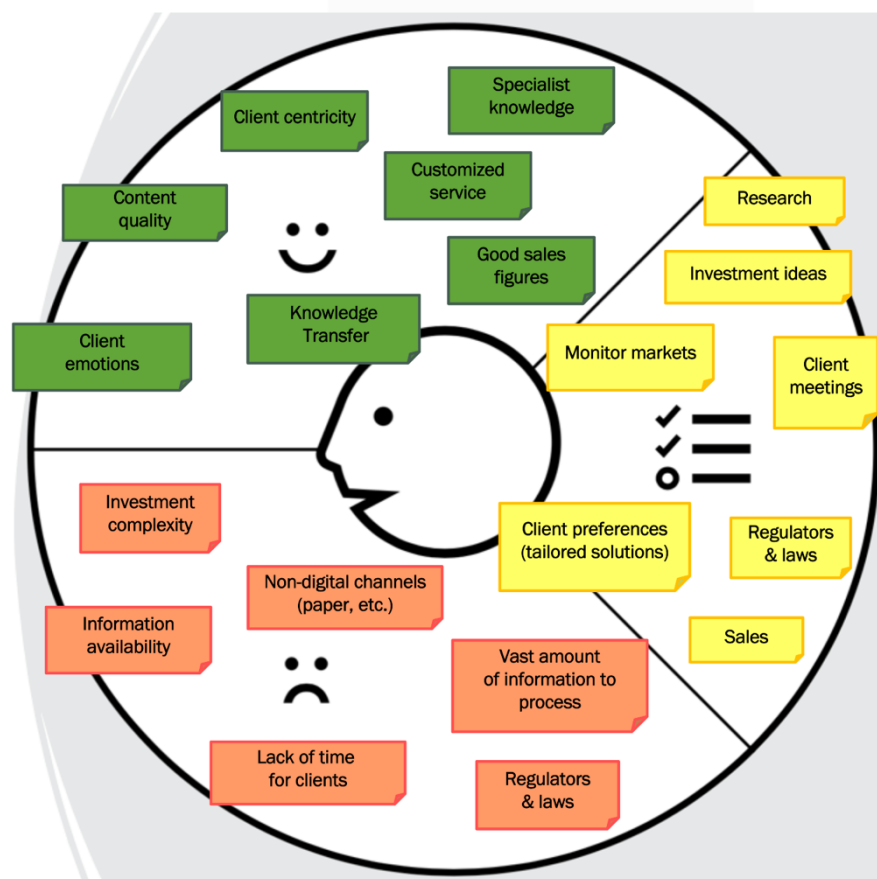 Specialist
knowledge
Client centricity
Customized
service
Content
quality
Good sales
figures
Knowledge
Transfer
Client
emotions
Research
Investment ideas
Monitor markets
Client
meetings
Client preferences
(tailored solutions)
Regulators
& laws
Sales
Investment
complexity
Non-digital channels
(paper, etc.)
Information
availability
Vast amount
of information to
process
Lack of time
for clients
Regulators
& laws